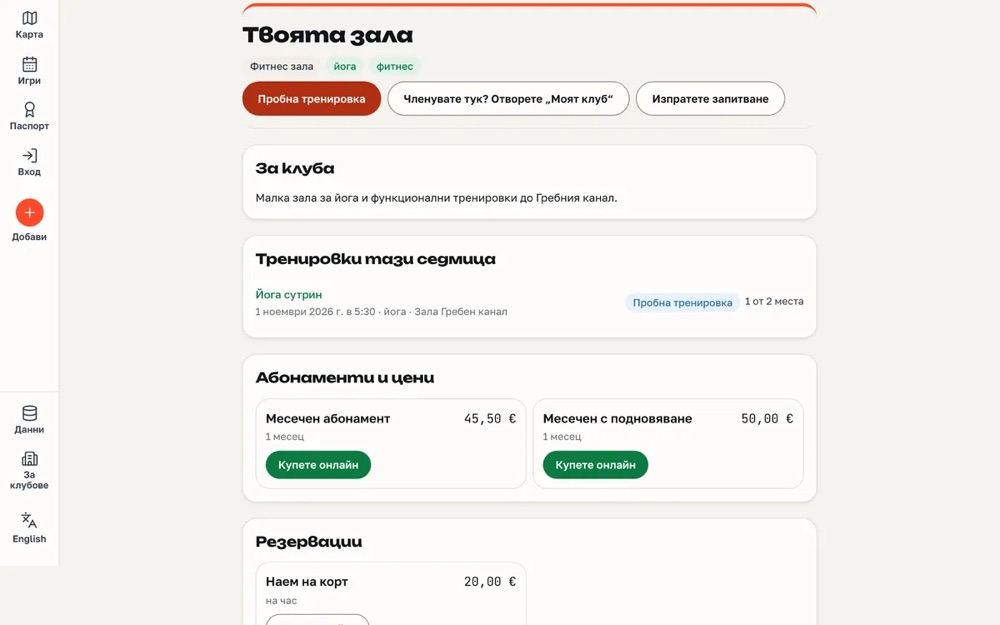 Карта
Игри
Паспорт
Вход
Добави
Данни
За
клубове
English
Твоята зала
Фитнес зала йога фитнес
Пробна тренировка Членувате тук? Отворете „Моят клуб“ Изпратете запитване
За клуба
Малка зала за йога и функционални тренировки до Гребния канал.
Тренировки тази седмица
Йога сутрин
1 ноември 2026 г. в 5:30 · йога · Зала Гребен канал
Пробна тренировка 1 от 2 места
Абонаменти и цени
Месечен абонамент 45,50 €
1 месец
Купете онлайн
Месечен с подновяване 50,00 €
1 месец
Купете онлайн
Резервации
Наем на корт 20,00 €
на час